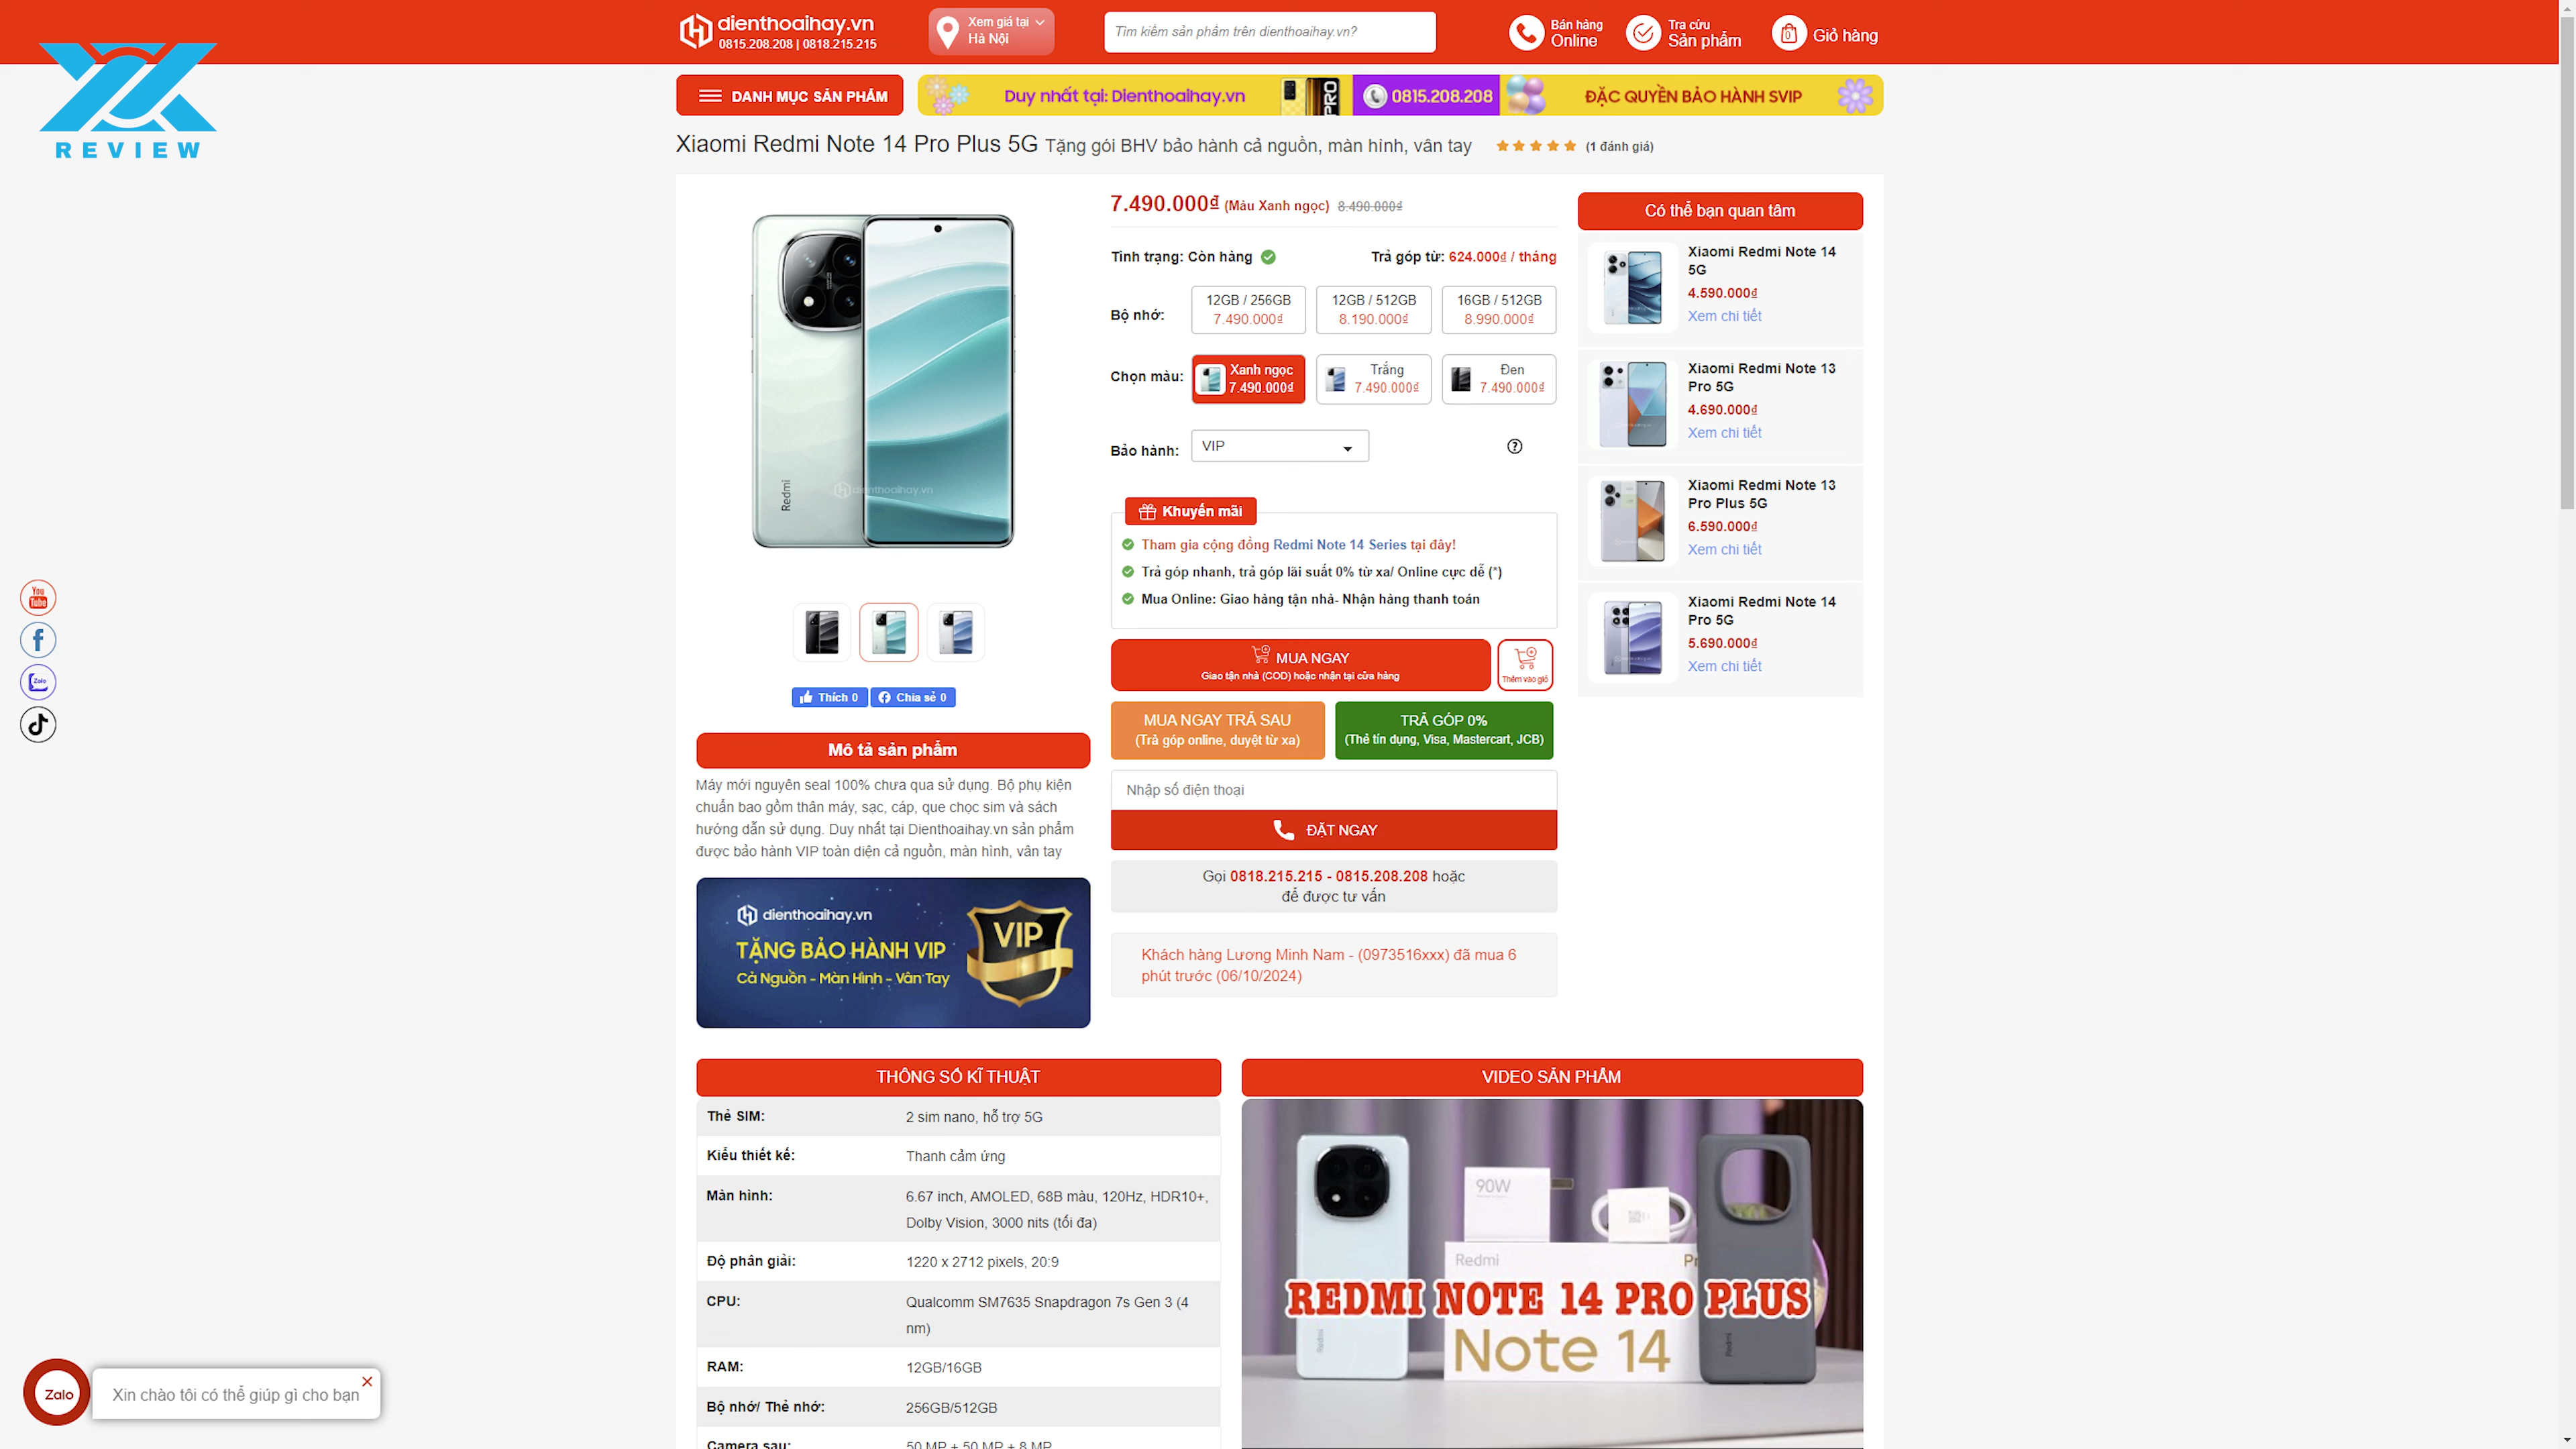 dienthoaihay.vn
0815.208.208 | 0818.215.215
Xem giá tại
Hà Nội
Tìm kiếm sản phẩm trên dienthoaihay.vn?
Bán hàng
Online
Tra cứu
Sản phẩm
0
Giỏ hàng
REVIEW
DANH MỤC SẢN PHẨM
Duy nhất tại: Dienthoaihay.vn
PRO
0815.208.208
ĐẶC QUYỀN BẢO HÀNH SVIP
Xiaomi Redmi Note 14 Pro Plus 5G Tặng gói BHV bảo hành cả nguồn, màn hình, vân tay
(1 đánh giá)
7.490.000₫ (Màu Xanh ngọc) 8.490.000₫
Tình trạng: Còn hàng
Trả góp từ: 624.000₫ / tháng
Bộ nhớ:
12GB / 256GB
7.490.000₫
12GB / 512GB
8.190.000₫
16GB / 512GB
8.990.000₫
Chọn màu:
Xanh ngọc
7.490.000₫
Trắng
7.490.000₫
Đen
7.490.000₫
Bảo hành:
VIP
?
Khuyến mãi
Tham gia cộng đồng Redmi Note 14 Series tại đây!
Trả góp nhanh, trả góp lãi suất 0% từ xa/ Online cực dễ (*)
Mua Online: Giao hàng tận nhà- Nhận hàng thanh toán
MUA NGAY
Giao tận nhà (COD) hoặc nhận tại cửa hàng
Thêm vào giỏ
MUA NGAY TRẢ SAU
(Trả góp online, duyệt từ xa)
TRẢ GÓP 0%
(Thẻ tín dụng, Visa, Mastercart, JCB)
Nhập số điện thoại
ĐẶT NGAY
Gọi 0818.215.215 - 0815.208.208 hoặc
để được tư vấn
Khách hàng Lương Minh Nam - (0973516xxx) đã mua 6
phút trước (06/10/2024)
Có thể bạn quan tâm
Xiaomi Redmi Note 14
5G
4.590.000₫
Xem chi tiết
Xiaomi Redmi Note 13
Pro 5G
4.690.000₫
Xem chi tiết
Xiaomi Redmi Note 13
Pro Plus 5G
6.590.000₫
Xem chi tiết
Xiaomi Redmi Note 14
Pro 5G
5.690.000₫
Xem chi tiết
Redmi
dienthoaihay.vn
Thích 0
Chia sẻ 0
Mô tả sản phẩm
Máy mới nguyên seal 100% chưa qua sử dụng. Bộ phụ kiện
chuẩn bao gồm thân máy, sạc, cáp, que chọc sim và sách
hướng dẫn sử dụng. Duy nhất tại Dienthoaihay.vn sản phẩm
được bảo hành VIP toàn diện cả nguồn, màn hình, vân tay
dienthoaihay.vn
TẶNG BẢO HÀNH VIP
Cả Nguồn - Màn Hình - Vân Tay
VIP
You
Tube
Zalo
THÔNG SỐ KĨ THUẬT
Thẻ SIM: 2 sim nano, hỗ trợ 5G
Kiểu thiết kế: Thanh cảm ứng
Màn hình: 6.67 inch, AMOLED, 68B màu, 120Hz, HDR10+,
Dolby Vision, 3000 nits (tối đa)
Độ phân giải: 1220 x 2712 pixels, 20:9
CPU: Qualcomm SM7635 Snapdragon 7s Gen 3 (4
nm)
RAM: 12GB/16GB
Bộ nhớ/ Thẻ nhớ: 256GB/512GB
Camera sau: 50 MP + 50 MP + 8 MP
VIDEO SẢN PHẨM
90W
Redmi
Pr
REDMI NOTE 14 PRO PLUS
Note 14
Redmi
Redmi
Zalo
Xin chào tôi có thể giúp gì cho bạn